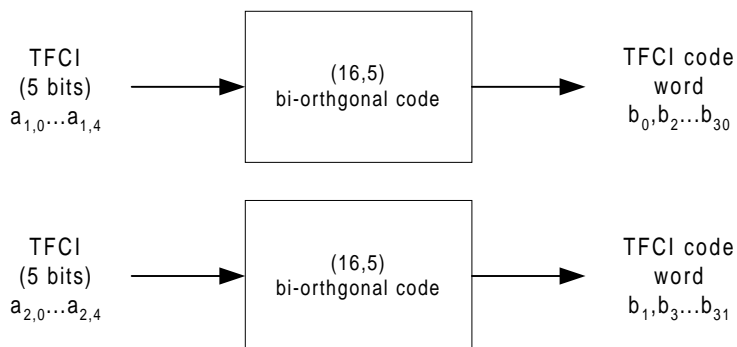 TFCI
(5 bits)
a1,0...a1,4
(16,5)
bi-orthgonal code
TFCI code
word
b0,b2...b30
TFCI
(5 bits)
a2,0...a2,4
(16,5)
bi-orthgonal code
TFCI code
word
b1,b3...b31